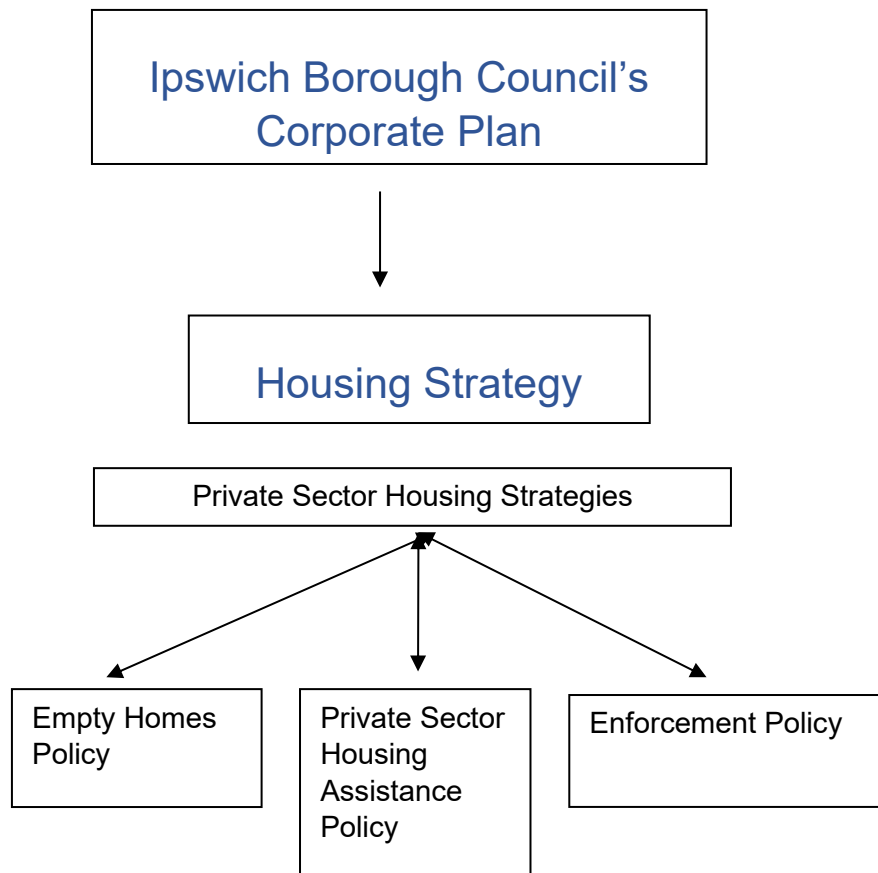 Ipswich Borough Council’s
Corporate Plan
Housing Strategy
Private Sector Housing Strategies
Empty Homes
Policy
Private Sector
Housing
Assistance
Policy
Enforcement Policy